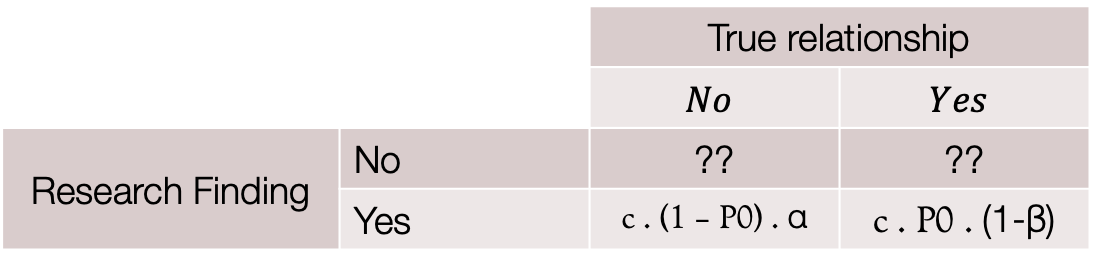 True relationship
No Yes
Research Finding
No ?? ??
Yes c . (1 – P0) . α c . P0 . (1-β)